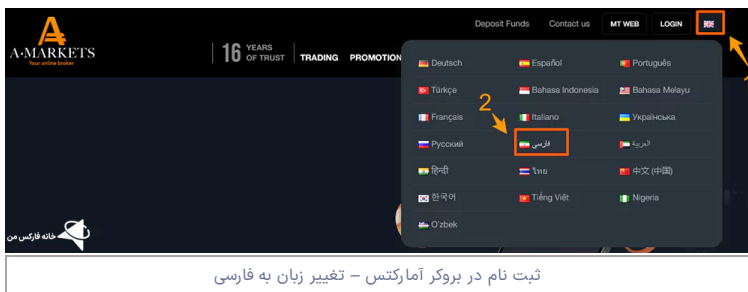 Deposit Funds Contact us MT WEB LOGIN
A-MARKETS
Your online broker
16 YEARS OF TRUST TRADING PROMOTION
1
Deutsch Español Português
Türkçe Bahasa Indonesia Bahasa Melayu
2
Français Italiano Українська
Русский فارسی العربية
हिन्दी ไทย 中文 (中国)
한국어 Tiếng Việt Nigeria
O'zbek
خانه فارکس من
ثبت نام در بروکر آمارکتس – تغییر زبان به فارسی